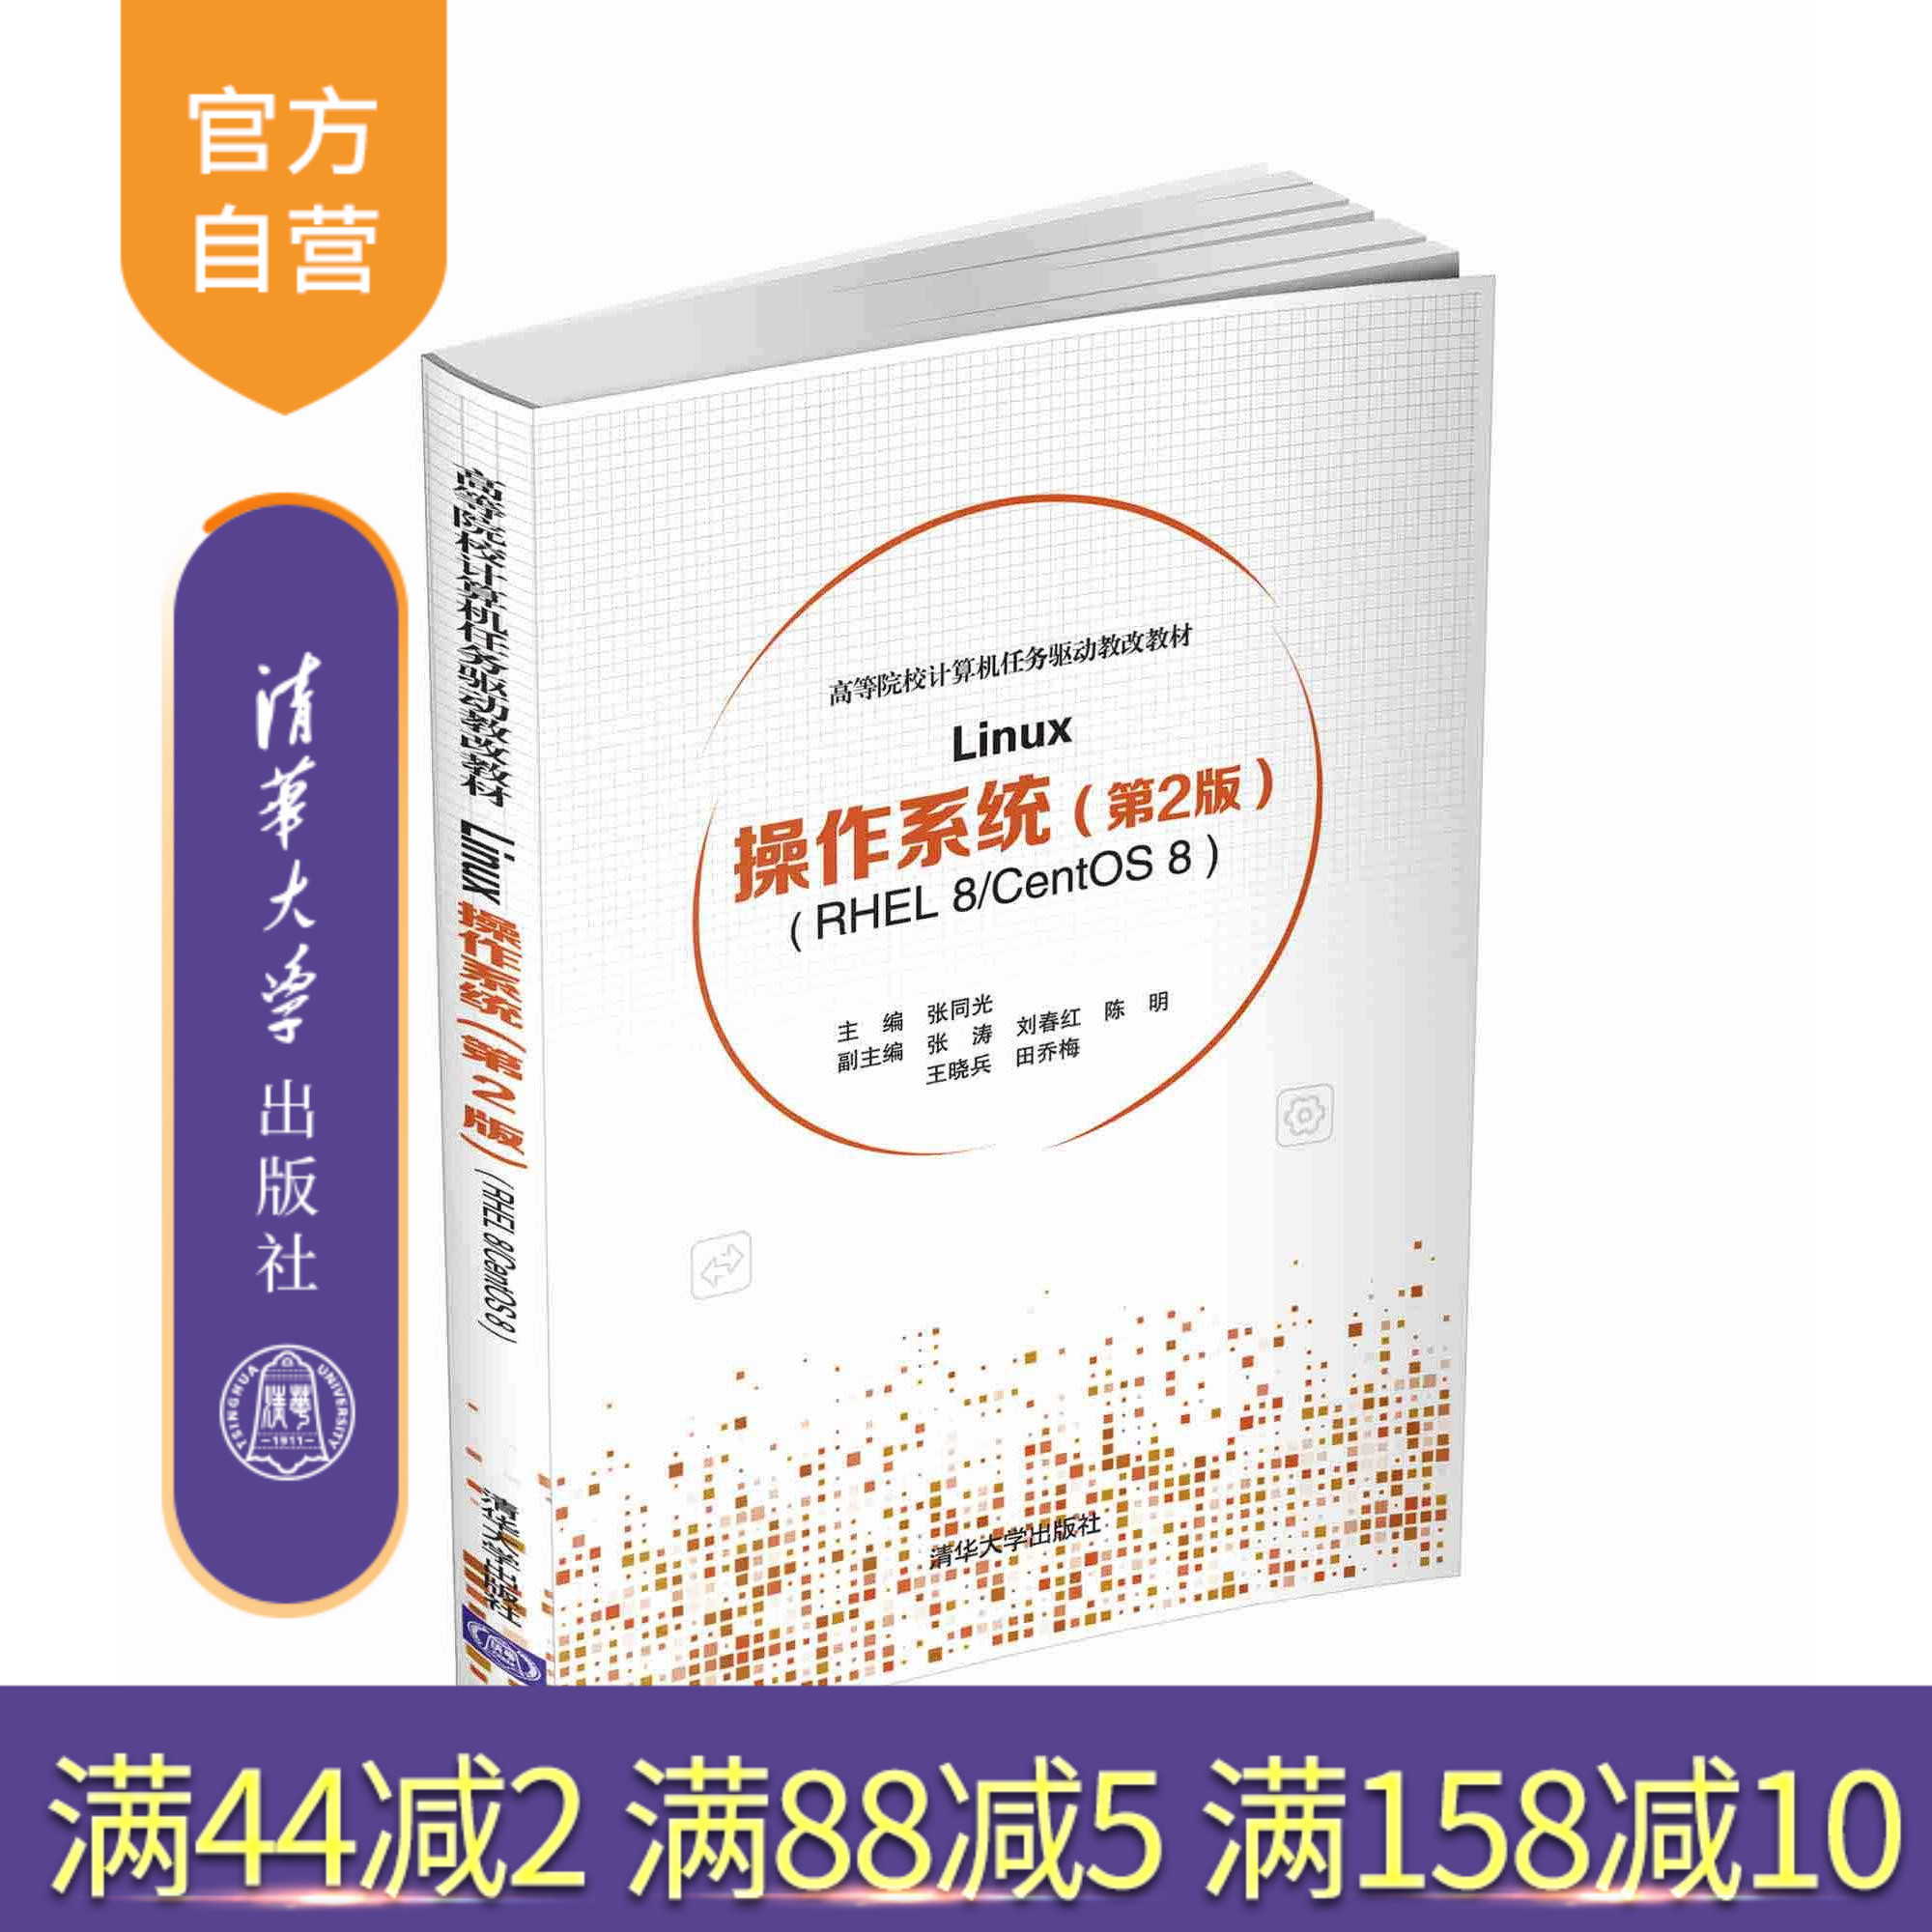 官方
自营
清华大学
出版社
TSINGHUA UNIVERSITY
-1911-
高等院校计算机任务驱动教改教材 Linux 操作系统(第2版)(RHEL 8/CentOS 8)
清华大学出版社
高等院校计算机任务驱动教改教材
Linux
操作系统(第2版)
(RHEL 8/CentOS 8)
主 编 张同光
副主编 张 涛 刘春红 陈 明
王晓兵 田乔梅
清华大学出版社
满44减2 满88减5 满158减10